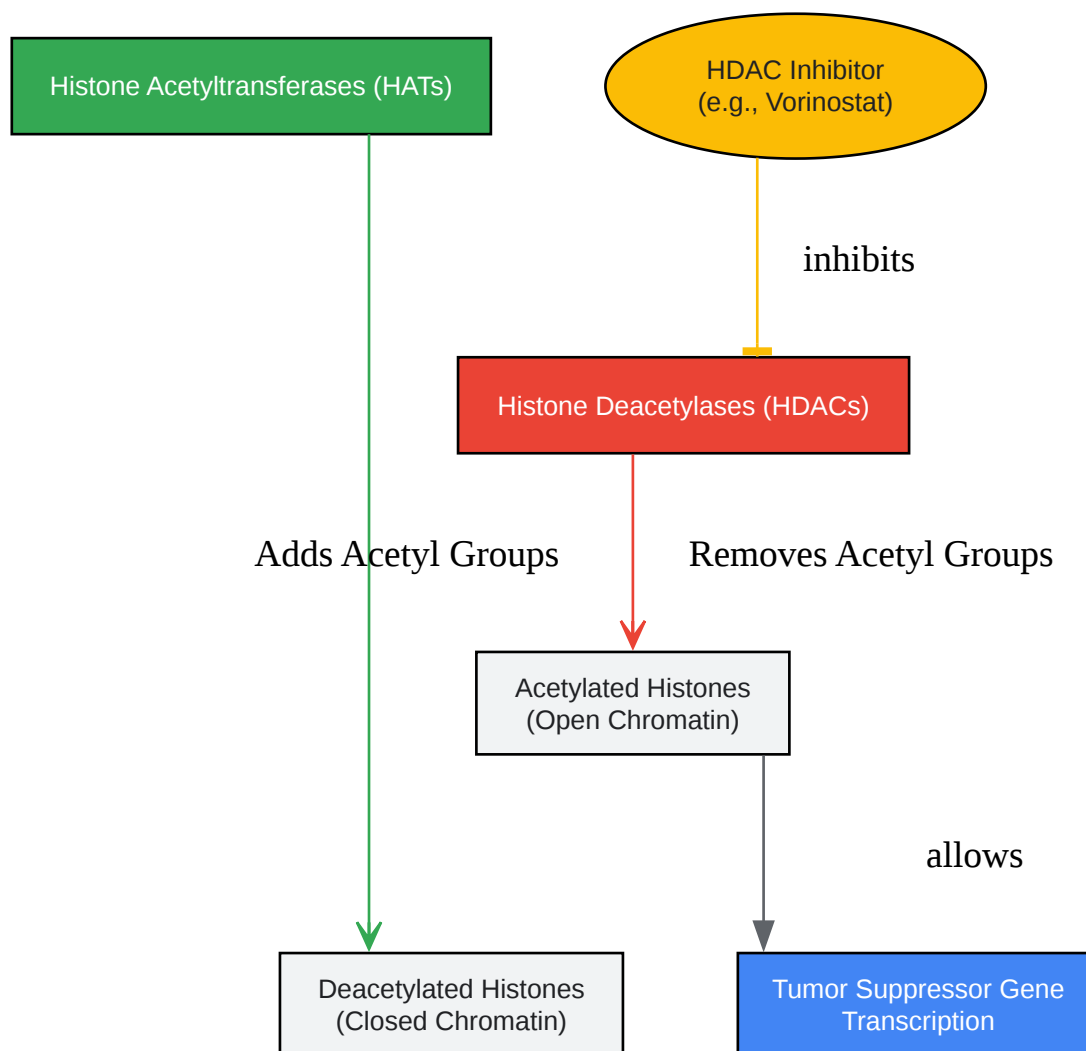 Histone Acetyltransferases (HATs)
HDAC Inhibitor
(e.g., Vorinostat)
inhibits
Histone Deacetylases (HDACs)
Adds Acetyl Groups
Removes Acetyl Groups
Acetylated Histones
(Open Chromatin)
allows
Deacetylated Histones
(Closed Chromatin)
Tumor Suppressor Gene
Transcription